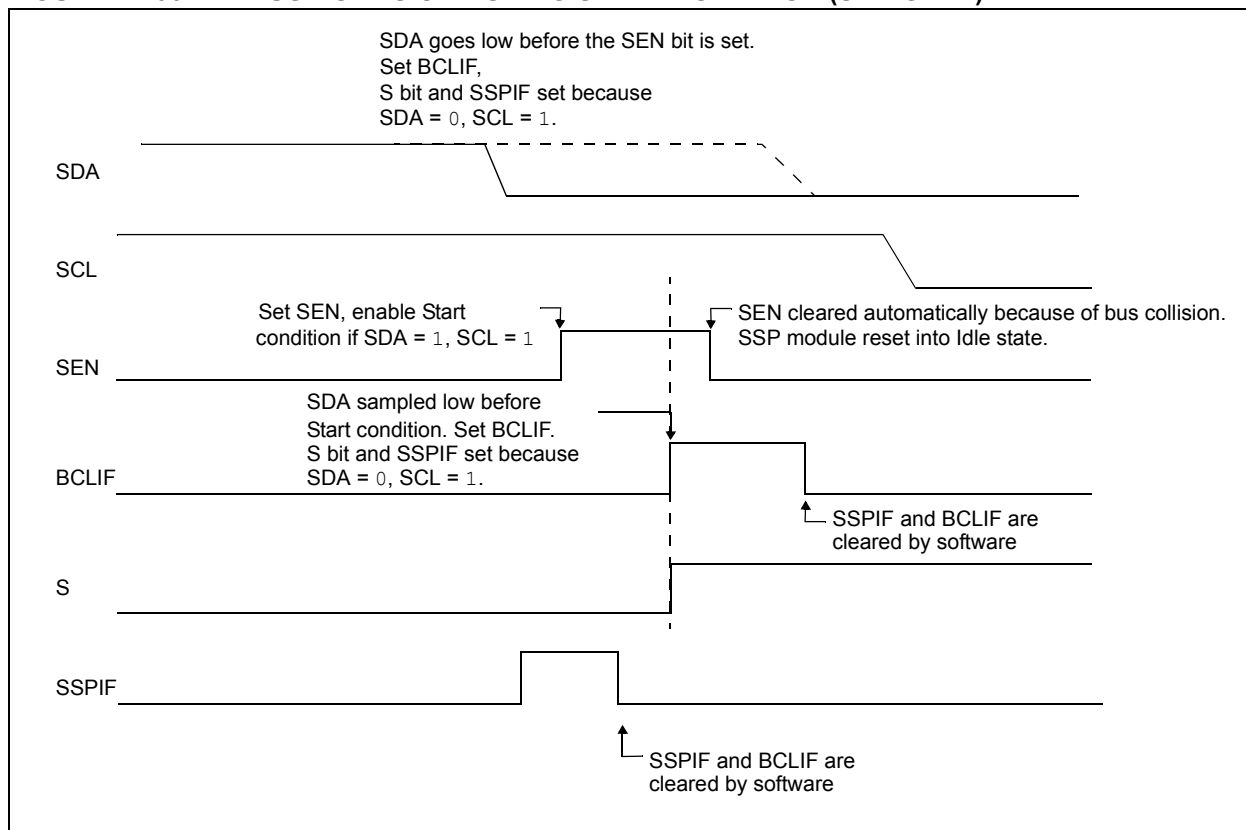 SDA goes low before the SEN bit is set.
Set BCLIF,
S bit and SSPIF set because
SDA = 0, SCL = 1.
SDA
SCL
Set SEN, enable Start
condition if SDA = 1, SCL = 1
SEN cleared automatically because of bus collision.
SSP module reset into Idle state.
SEN
SDA sampled low before
Start condition. Set BCLIF.
S bit and SSPIF set because
SDA = 0, SCL = 1.
BCLIF
SSPIF and BCLIF are
cleared by software
S
SSPIF
SSPIF and BCLIF are
cleared by software